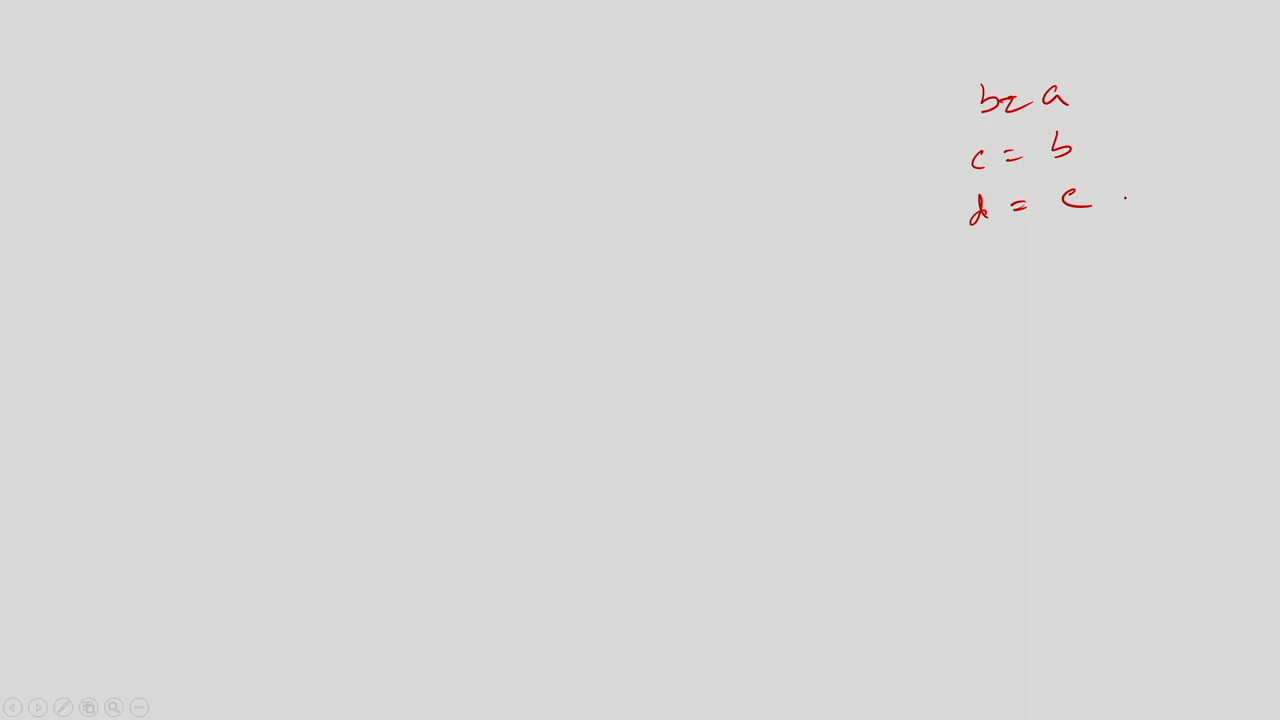 b = a
c = b
d = c